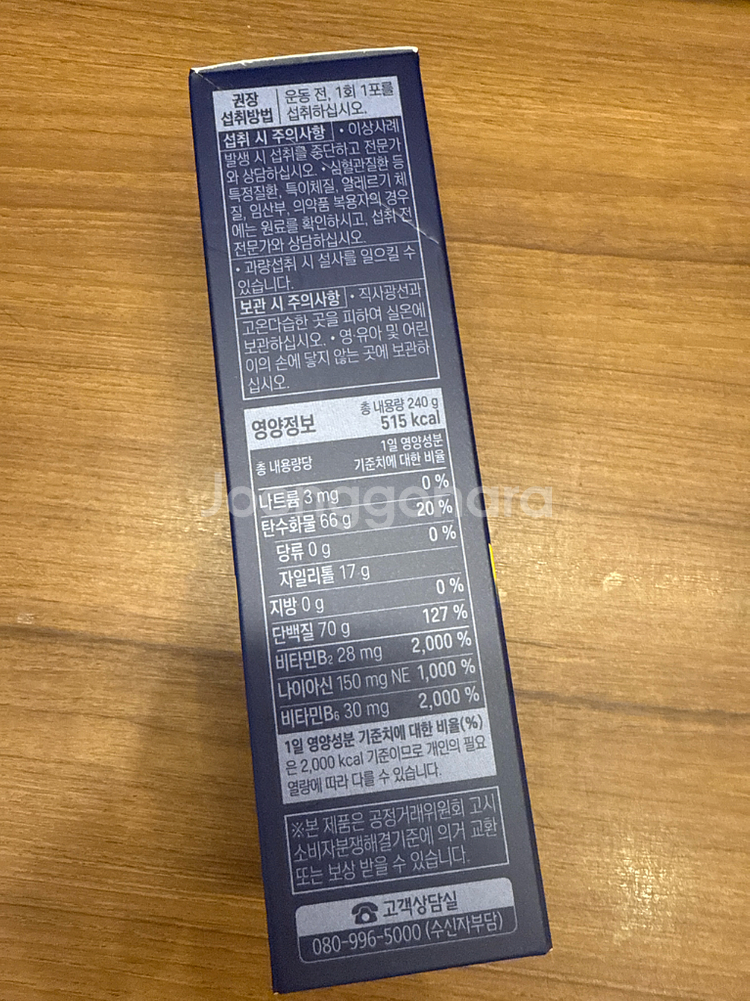 권장
섭취방법
운동 전, 1회 1포를
섭취하십시오.
섭취 시 주의사항 • 이상사례
발생 시 섭취를 중단하고 전문가
와 상담하십시오. • 심혈관질환 등
특정질환, 특이체질, 알레르기 체
질, 임산부, 의약품 복용자의 경우
에는 원료를 확인하시고, 섭취 전
전문가와 상담하십시오.
• 과량섭취 시 설사를 일으킬 수
있습니다.
보관 시 주의사항 • 직사광선과
고온다습한 곳을 피하여 실온에
보관하십시오. • 영·유아 및 어린
이의 손에 닿지 않는 곳에 보관하
십시오.
영양정보
총 내용량 240 g
515 kcal
총 내용량당
1일 영양성분
기준치에 대한 비율
나트륨 3 mg 0 %
탄수화물 66 g 20 %
당류 0 g 0 %
자일리톨 17 g
지방 0 g 0 %
단백질 70 g 127 %
비타민B₂ 28 mg 2,000 %
나이아신 150 mg NE 1,000 %
비타민B₆ 30 mg 2,000 %
1일 영양성분 기준치에 대한 비율(%)
은 2,000 kcal 기준이므로 개인의 필요
열량에 따라 다를 수 있습니다.
※본 제품은 공정거래위원회 고시
소비자분쟁해결기준에 의거 교환
또는 보상 받을 수 있습니다.
고객상담실
080-996-5000 (수신자부담)
Joonggonara